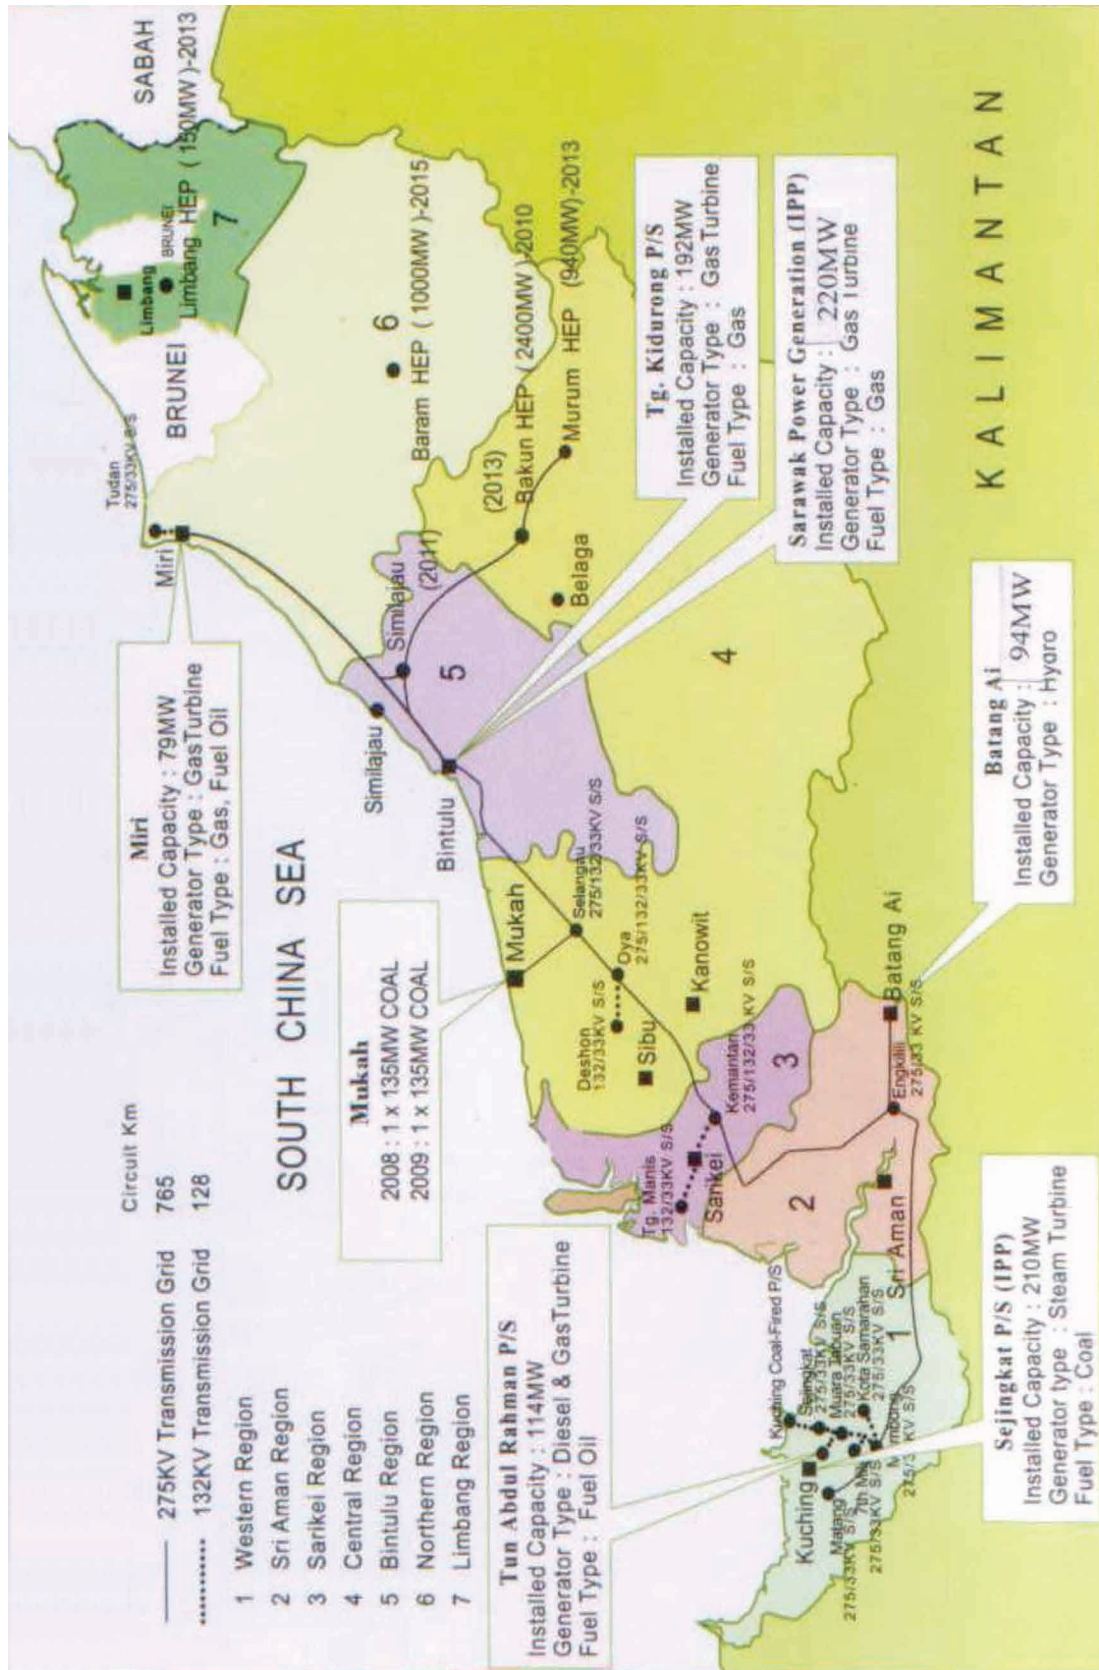 Circuit Km
275KV Transmission Grid 765
132KV Transmission Grid 128
1 Western Region
2 Sri Aman Region
3 Sarikei Region
4 Central Region
5 Bintulu Region
6 Northern Region
7 Limbang Region
SOUTH CHINA SEA
Miri
Installed Capacity : 79MW
Generator Type : GasTurbine
Fuel Type : Gas, Fuel Oil
Mukah
2008 : 1 x 135MW COAL
2009 : 1 x 135MW COAL
Tun Abdul Rahman P/S
Installed Capacity : 114MW
Generator Type : Diesel & GasTurbine
Fuel Type : Fuel Oil
Tudan
275/33KV S/S
Miri
BRUNEI
Limbang
BRUNEI
Limbang HEP (150MW)-2013
7
SABAH
6
Baram HEP (1000MW)-2015
(2013)
Bakun HEP (2400MW)-2010
Murum HEP (940MW)-2013
Similajau
Similajau
(2011)
5
Bintulu
Belaga
4
Mukah
Selangau
275/132/33KV S/S
Oya
275/132/33KV S/S
Deshon
132/33KV S/S
Sibu
Kanowit
Kemantan
275/132/33 KV S/S
3
Tg. Manis
132/33KV S/S
Sarikei
2
Sri Aman
Engkilili
275/33 KV S/S
Batang Ai
1
Kuching Coal-Fired P/S
Sejingkat
275/33KV S/S
Muara Tabuan
275/33KV S/S
Kota Samarahan
275/33KV S/S
Kuching
Matang
275/33KV S/S
7th Mile
275/33KV S/S
KV S/S
Tg. Kidurong P/S
Installed Capacity : 192MW
Generator Type : Gas Turbine
Fuel Type : Gas
Sarawak Power Generation (IPP)
Installed Capacity : 220MW
Generator Type : Gas Turbine
Fuel Type : Gas
Batang Ai
Installed Capacity : 94MW
Generator Type : Hydro
Sejingkat P/S (IPP)
Installed Capacity : 210MW
Generator type : Steam Turbine
Fuel Type : Coal
KALIMANTAN